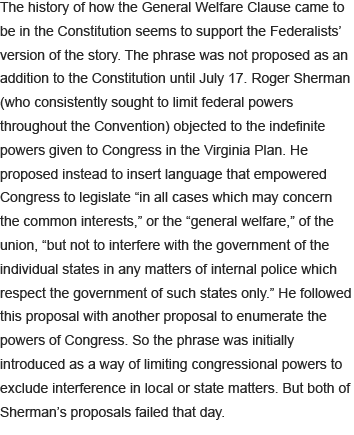 The history of how the General Welfare Clause came to
be in the Constitution seems to support the Federalists’
version of the story. The phrase was not proposed as an
addition to the Constitution until July 17. Roger Sherman
(who consistently sought to limit federal powers
throughout the Convention) objected to the indefinite
powers given to Congress in the Virginia Plan. He
proposed instead to insert language that empowered
Congress to legislate “in all cases which may concern
the common interests,” or the “general welfare,” of the
union, “but not to interfere with the government of the
individual states in any matters of internal police which
respect the government of such states only.” He followed
this proposal with another proposal to enumerate the
powers of Congress. So the phrase was initially
introduced as a way of limiting congressional powers to
exclude interference in local or state matters. But both of
Sherman’s proposals failed that day.